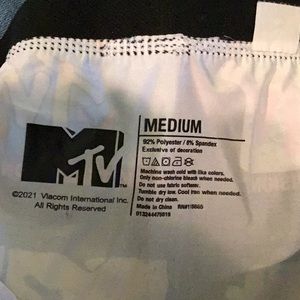 MTV
©2021 Viacom International Inc.
All Rights Reserved
MEDIUM
92% Polyester / 8% Spandex
Exclusive of decoration
Machine wash cold with like colors.
Only non-chlorine bleach when needed.
Do not use fabric softener.
Tumble dry low. Cool iron when needed.
Do not dry clean.
Made in China